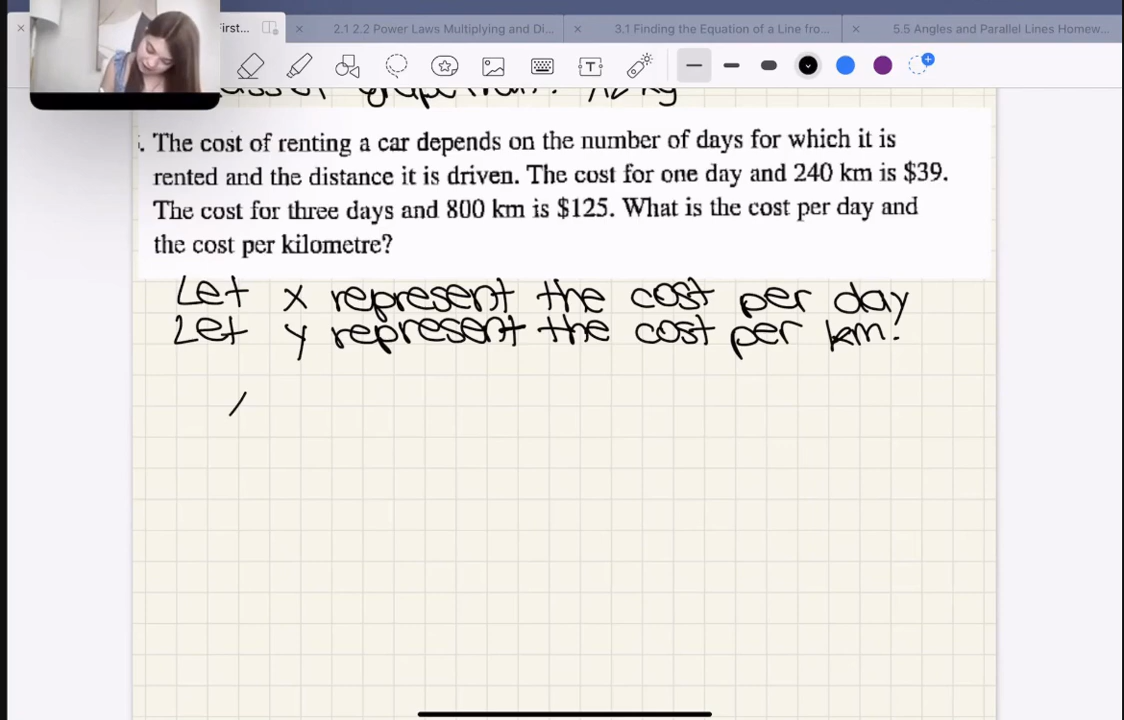 irst...
2.1 2.2 Power Laws Multiplying and Di...
3.1 Finding the Equation of a Line fro...
5.5 Angles and Parallel Lines Homew...
. The cost of renting a car depends on the number of days for which it is
rented and the distance it is driven. The cost for one day and 240 km is $39.
The cost for three days and 800 km is $125. What is the cost per day and
the cost per kilometre?
Let x represent the cost per day
Let y represent the cost per km.